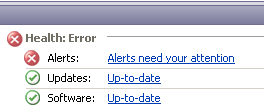 Health: Error
Alerts: Alerts need your attention
Updates: Up-to-date
Software: Up-to-date